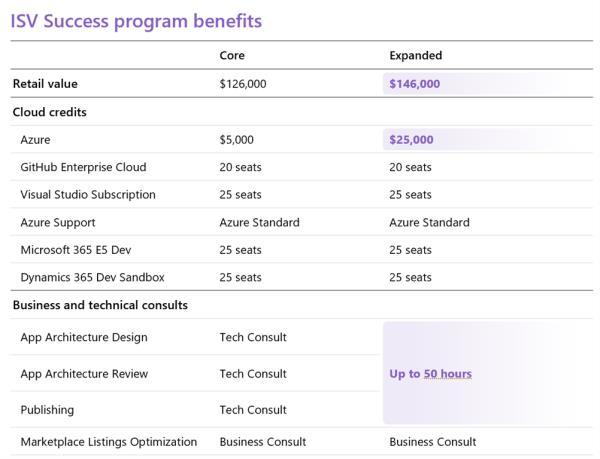 ISV Success program benefits
Core Expanded
Retail value $126,000 $146,000
Cloud credits
Azure $5,000 $25,000
GitHub Enterprise Cloud 20 seats 20 seats
Visual Studio Subscription 25 seats 25 seats
Azure Support Azure Standard Azure Standard
Microsoft 365 E5 Dev 25 seats 25 seats
Dynamics 365 Dev Sandbox 25 seats 25 seats
Business and technical consults
App Architecture Design Tech Consult
App Architecture Review Tech Consult Up to 50 hours
Publishing Tech Consult
Marketplace Listings Optimization Business Consult Business Consult